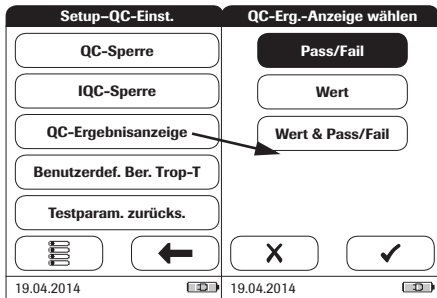 Setup–QC-Einst.
QC-Sperre
IQC-Sperre
QC-Ergebnisanzeige
Benutzerdef. Ber. Trop-T
Testparam. zurücks.
19.04.2014
QC-Erg.-Anzeige wählen
Pass/Fail
Wert
Wert & Pass/Fail
19.04.2014